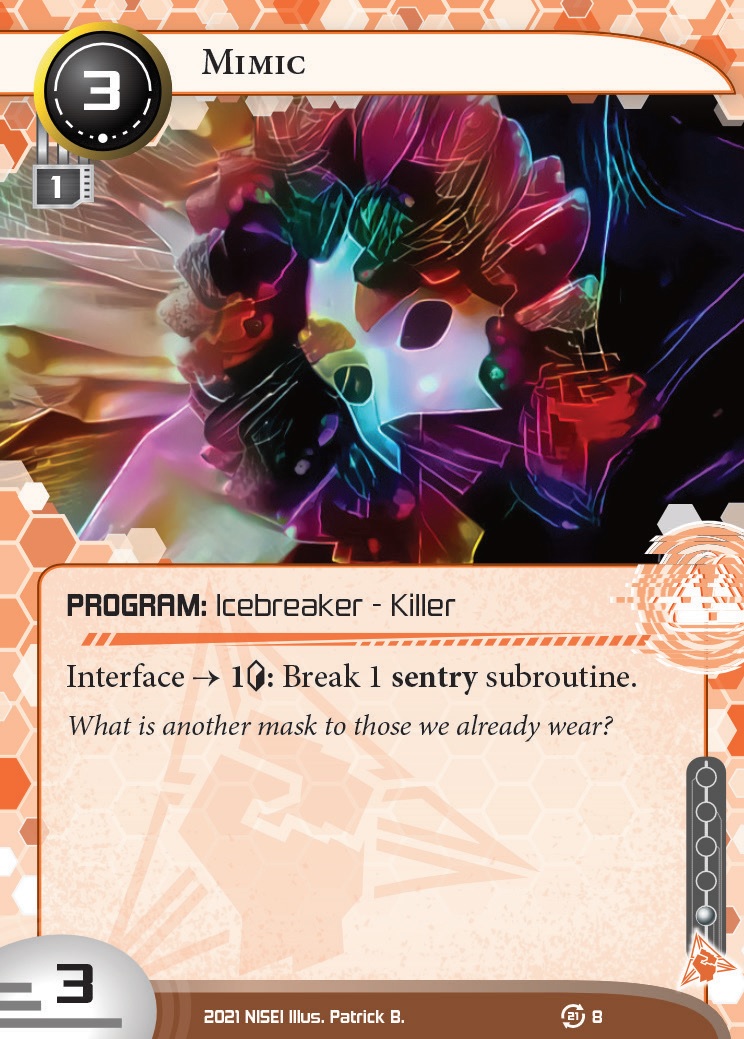 3
MIMIC
1
PROGRAM: Icebreaker - Killer
Interface → 1: Break 1 sentry subroutine.
What is another mask to those we already wear?
3
2021 NISEI Illus. Patrick B.
21 8